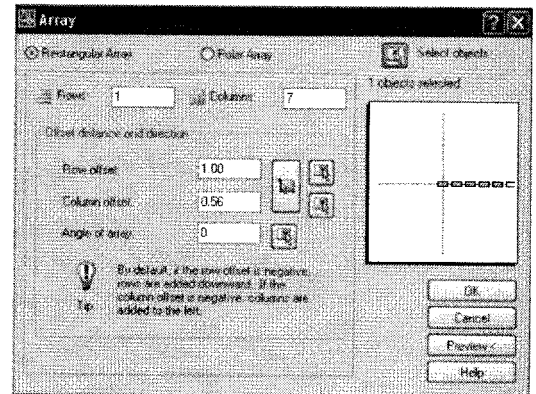 Array
Rectangular Array Polar Array Select objects
1 objects selected
Rows: 1 Columns: 7
Offset distance and direction
Row offset: 1.00
Column offset: 0.56
Angle of array: 0
By default, if the row offset is negative,
rows are added downward. If the
column offset is negative, columns are
added to the left.
Tip
OK
Cancel
Preview <
Help